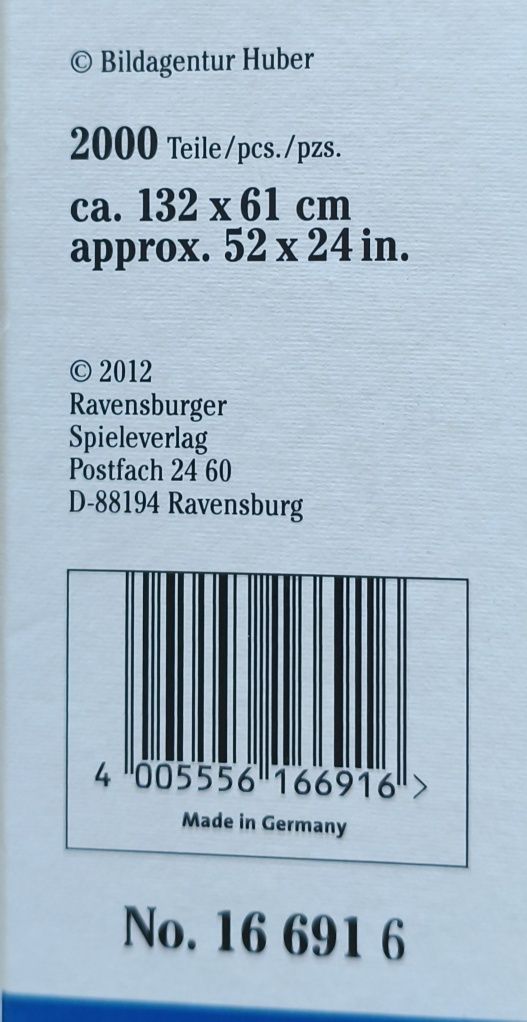 © Bildagentur Huber
2000 Teile/pcs./pzs.
ca. 132 x 61 cm
approx. 52 x 24 in.
© 2012
Ravensburger
Spieleverlag
Postfach 24 60
D-88194 Ravensburg
4 005556 166916 >
Made in Germany
No. 16 691 6